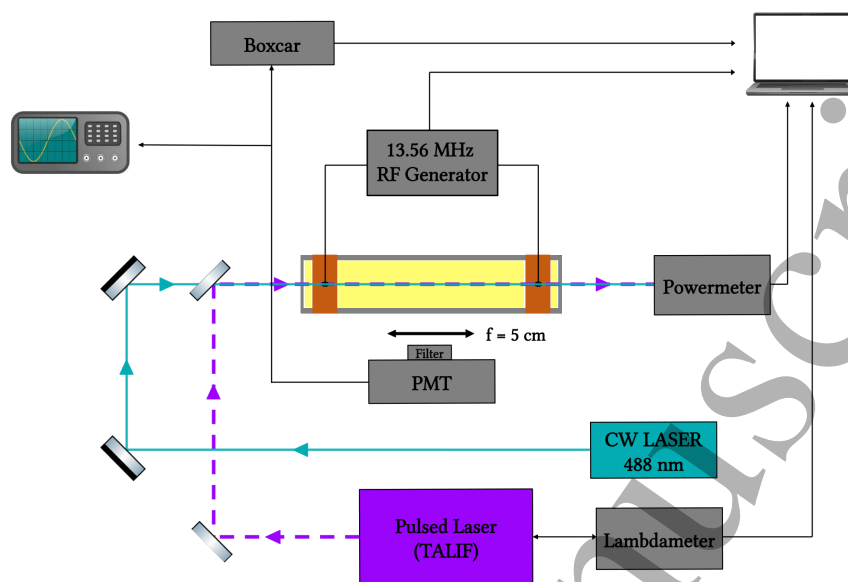 Boxcar
13.56 MHz
RF Generator
Powermeter
f = 5 cm
Filter
PMT
CW LASER
488 nm
Pulsed Laser
(TALIF)
Lambdameter